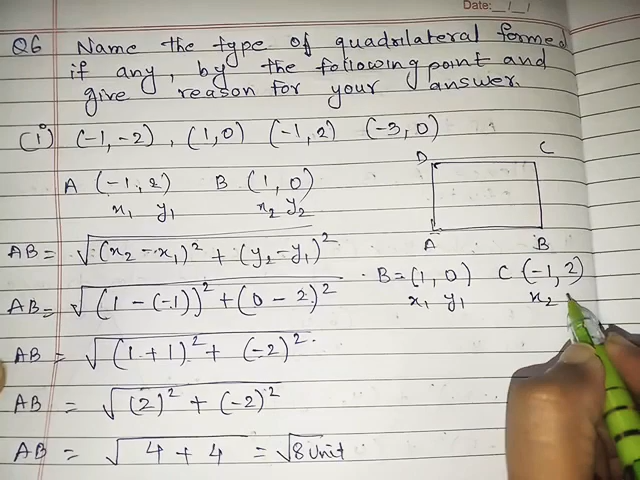 Date: __/__/__
Q6 Name the type of quadrilateral formed
if any, by the following point and
give reason for your answer.
(i) (-1,-2), (1,0) (-1,2) (-3,0)
D C
A (-1,2) B (1,0)
x₁ y₁ x₂ y₂
A B
AB = √(x₂-x₁)² + (y₂-y₁)²
B=(1,0) C (-1,2)
x₁ y₁ x₂
AB = √(1-(-1))² + (0-2)²
AB = √(1+1)² + (-2)²
AB = √(2)² + (-2)²
AB = √4+4 = √8 Unit